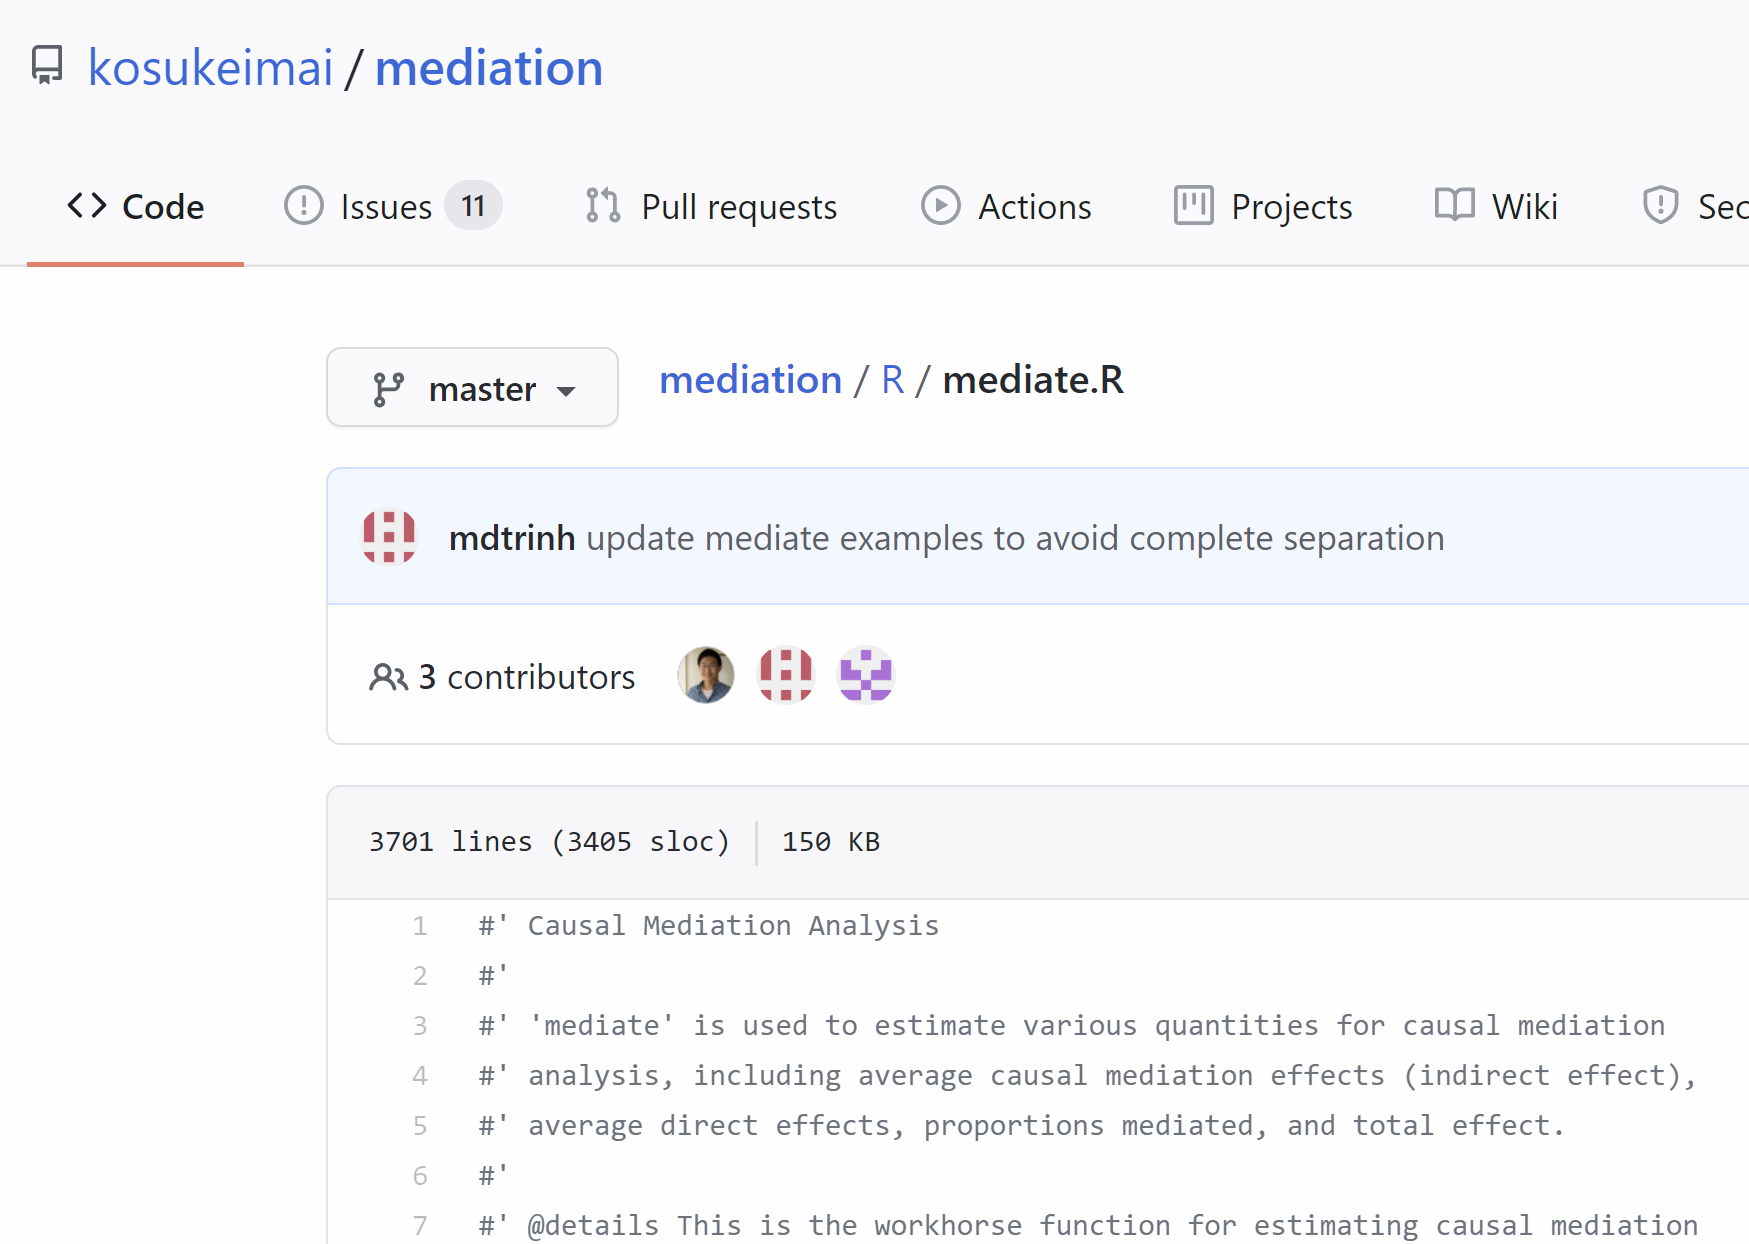 kosukeimai / mediation
Code Issues 11 Pull requests Actions Projects Wiki Sec
master mediation / R / mediate.R
mdtrinh update mediate examples to avoid complete separation
3 contributors
3701 lines (3405 sloc) 150 KB
1 #' Causal Mediation Analysis
2 #'
3 #' 'mediate' is used to estimate various quantities for causal mediation
4 #' analysis, including average causal mediation effects (indirect effect),
5 #' average direct effects, proportions mediated, and total effect.
6 #'
7 #' @details This is the workhorse function for estimating causal mediation